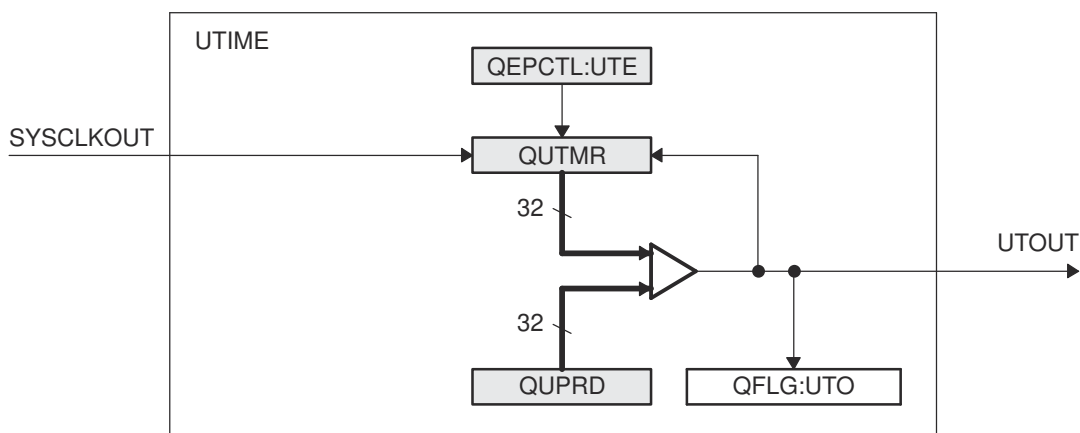 UTIME
QEPCTL:UTE
SYSCLKOUT
QUTMR
32
UTOUT
32
QUPRD
QFLG:UTO